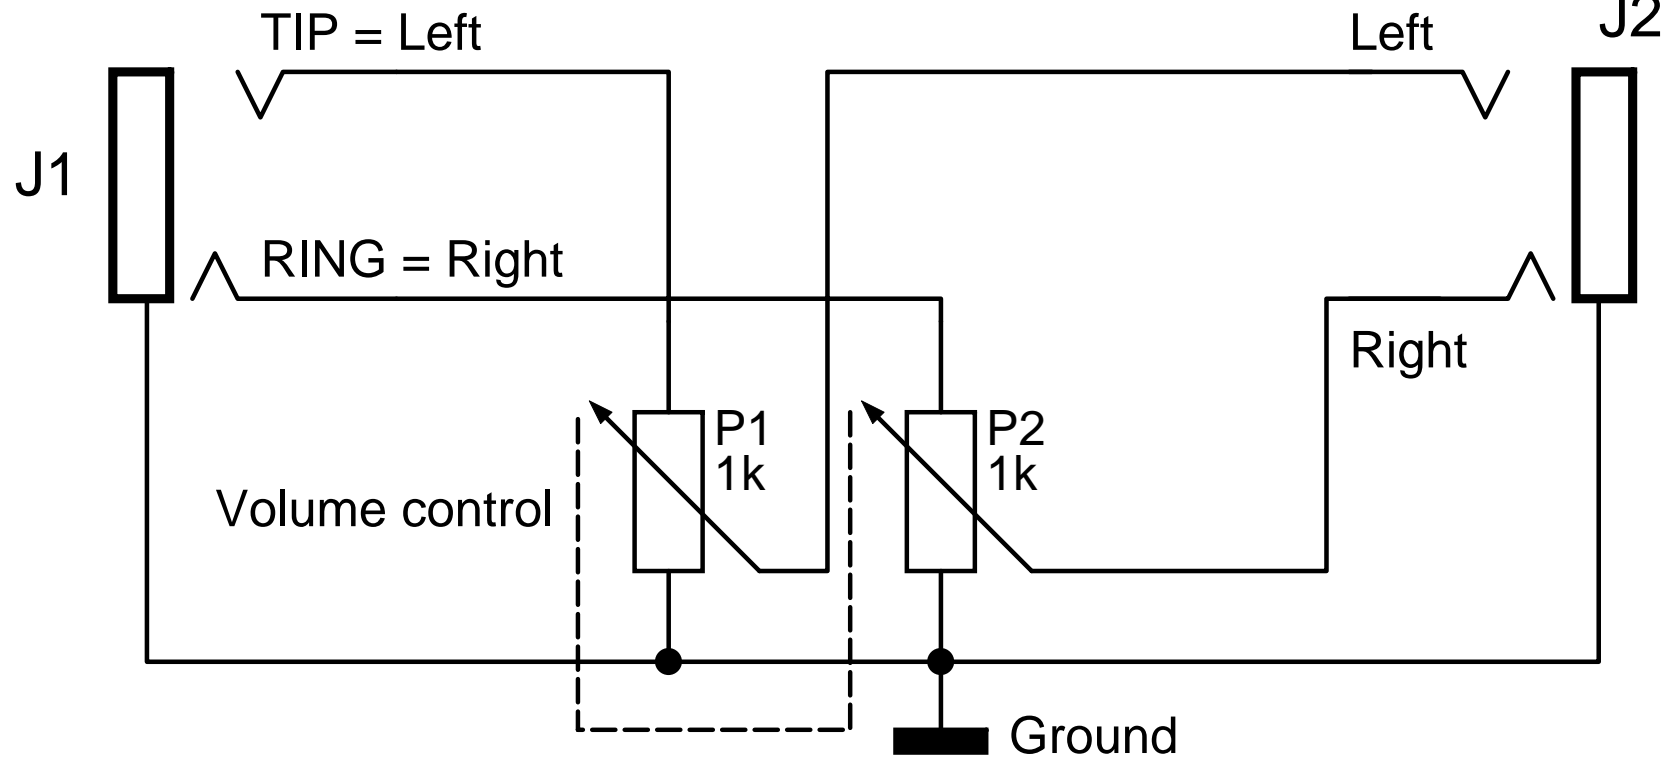 TIP = Left
Left
J2
J1
RING = Right
Right
P1
1k
P2
1k
Volume control
Ground